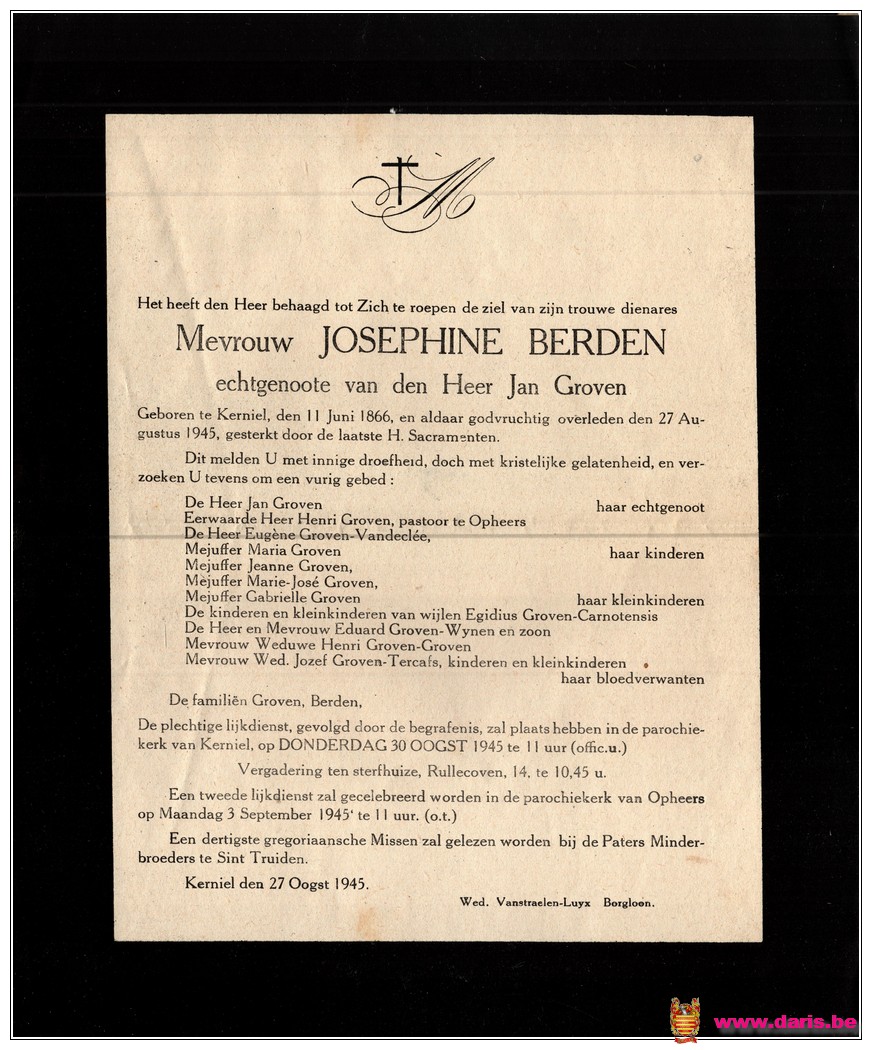 M
Het heeft den Heer behaagd tot Zich te roepen de ziel van zijn trouwe dienares
Mevrouw JOSEPHINE BERDEN
echtgenoote van den Heer Jan Groven
Geboren te Kerniel, den 11 Juni 1866, en aldaar godvruchtig overleden den 27 Au-
gustus 1945, gesterkt door de laatste H. Sacramenten.
Dit melden U met innige droefheid, doch met kristelijke gelatenheid, en ver-
zoeken U tevens om een vurig gebed :
De Heer Jan Groven haar echtgenoot
Eerwaarde Heer Henri Groven, pastoor te Opheers
De Heer Eugène Groven-Vandeclée,
Mejuffer Maria Groven haar kinderen
Mejuffer Jeanne Groven,
Mejuffer Marie-José Groven,
Mejuffer Gabrielle Groven haar kleinkinderen
De kinderen en kleinkinderen van wijlen Egidius Groven-Carnotensis
De Heer en Mevrouw Eduard Groven-Wynen en zoon
Mevrouw Weduwe Henri Groven-Groven
Mevrouw Wed. Jozef Groven-Tercafs, kinderen en kleinkinderen
haar bloedverwanten
De familiën Groven, Berden,
De plechtige lijkdienst, gevolgd door de begrafenis, zal plaats hebben in de parochie-
kerk van Kerniel, op DONDERDAG 30 OOGST 1945 te 11 uur (offic.u.)
Vergadering ten sterfhuize, Rullecoven, 14, te 10,45 u.
Een tweede lijkdienst zal gecelebreerd worden in de parochiekerk van Opheers
op Maandag 3 September 1945' te 11 uur. (o.t.)
Een dertigste gregoriaansche Missen zal gelezen worden bij de Paters Minder-
broeders te Sint Truiden.
Kerniel den 27 Oogst 1945.
Wed. Vanstraelen-Luyx Borgloon.
www.daris.be